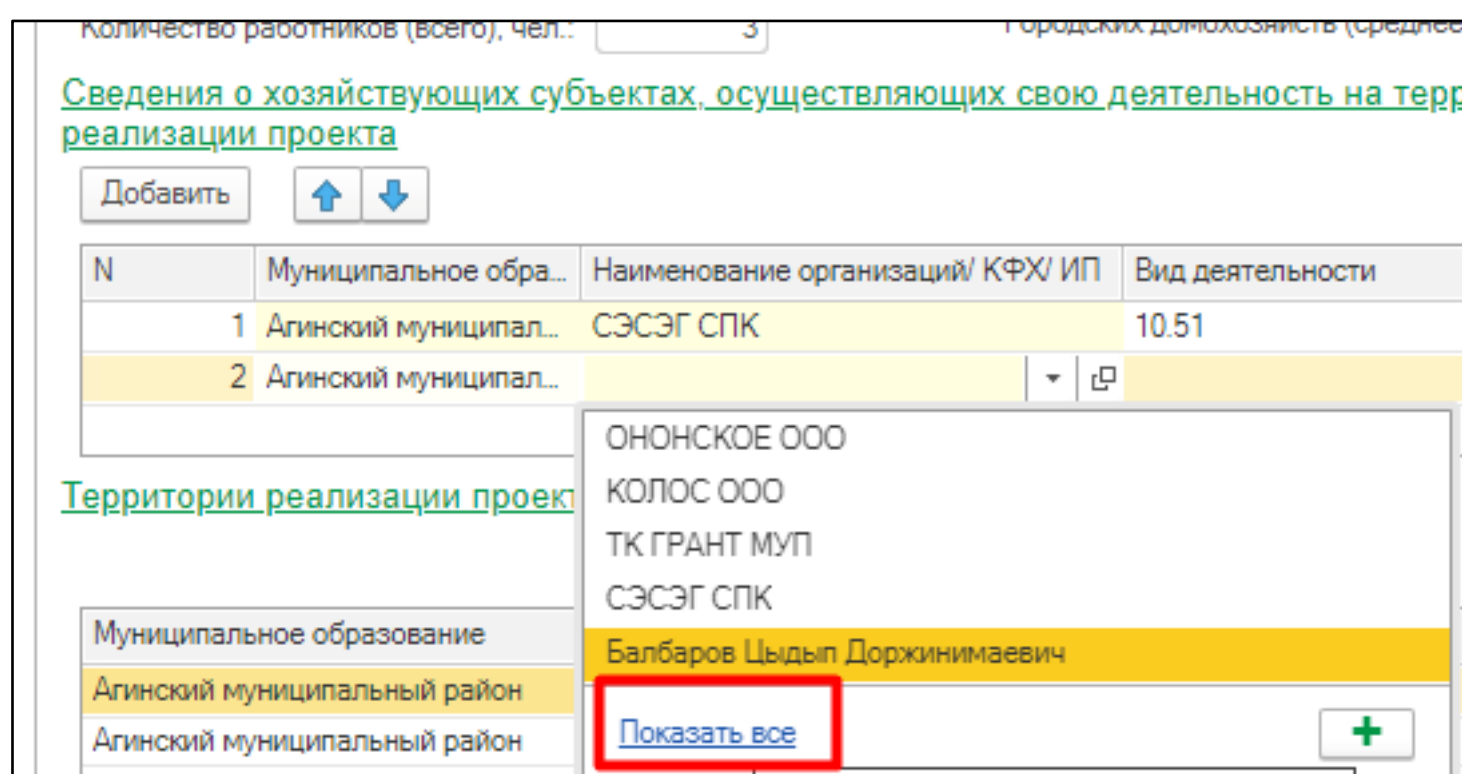 Количество работников (всего), чел.: 3 Городских домохозяйств (среднее
Сведения о хозяйствующих субъектах, осуществляющих свою деятельность на терр
реализации проекта
Добавить
N Муниципальное обра... Наименование организаций/ КФХ/ ИП Вид деятельности
1 Агинский муниципал... СЭСЭГ СПК 10.51
2 Агинский муниципал...
ОНОНСКОЕ ООО
Территории реализации проект
КОЛОС ООО
ТК ГРАНТ МУП
СЭСЭГ СПК
Муниципальное образование
Балбаров Цыдып Доржинимаевич
Агинский муниципальный район
Показать все
Агинский муниципальный район